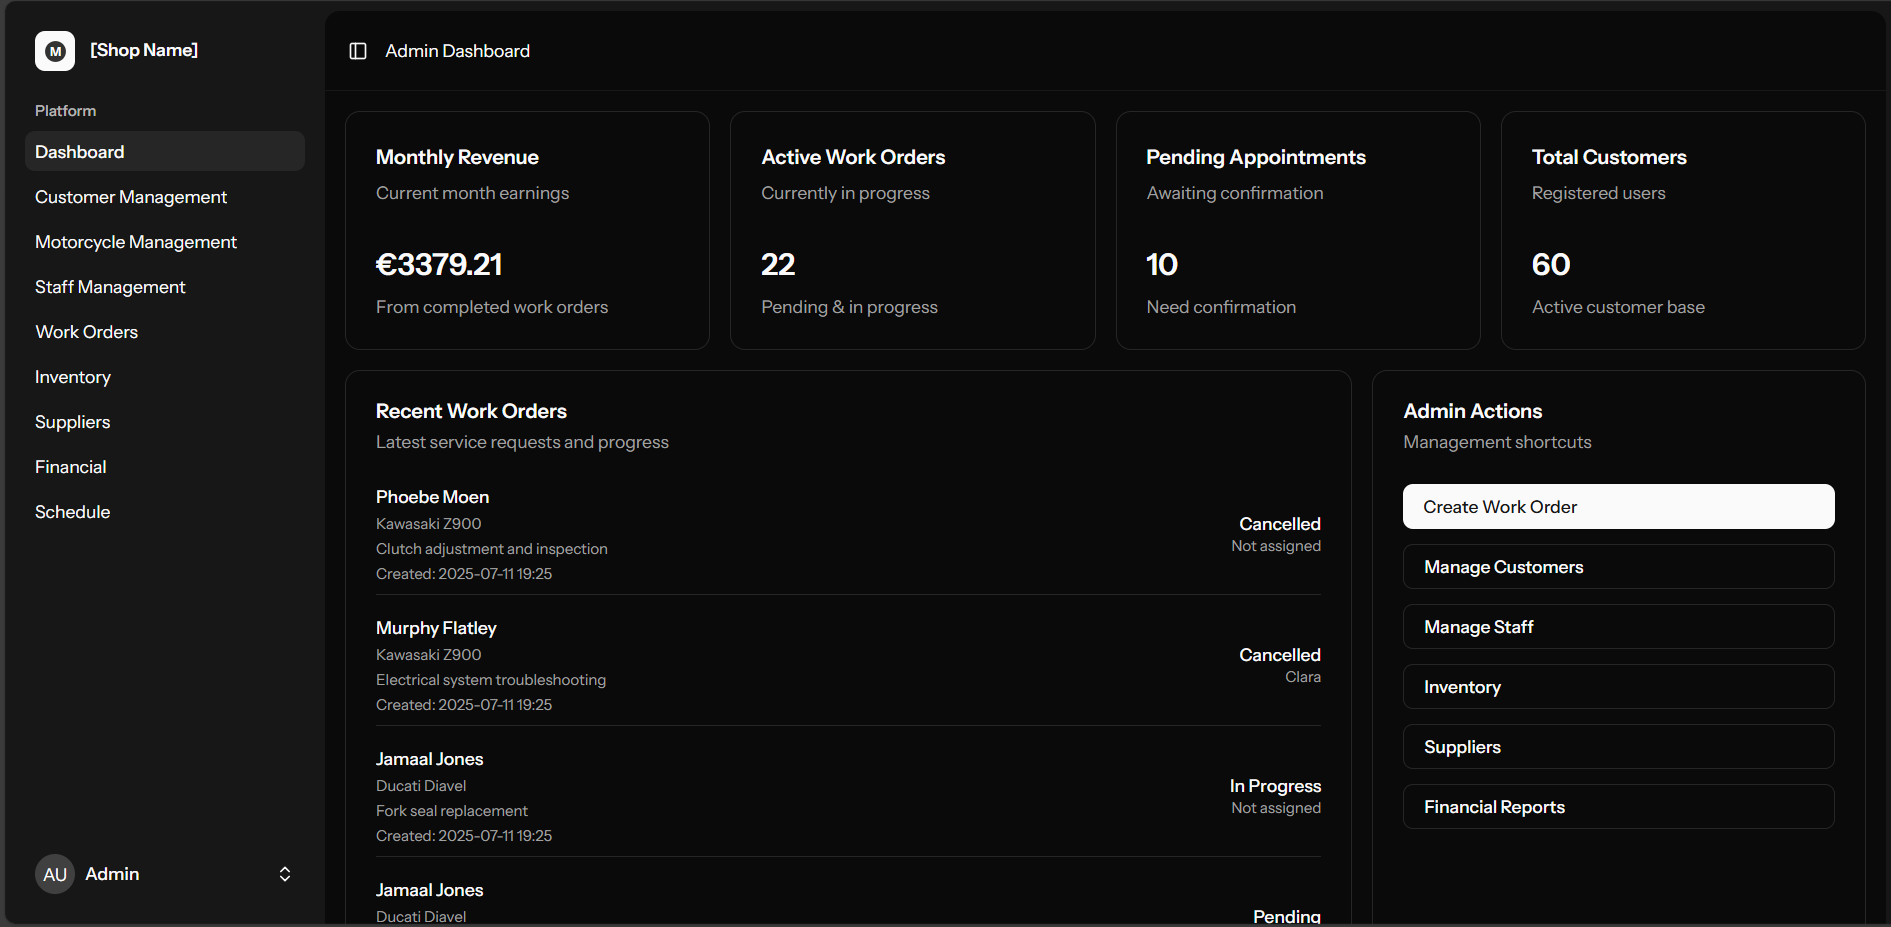 M
[Shop Name]
Platform
Dashboard
Customer Management
Motorcycle Management
Staff Management
Work Orders
Inventory
Suppliers
Financial
Schedule
AU
Admin
Admin Dashboard
Monthly Revenue
Current month earnings
€3379.21
From completed work orders
Active Work Orders
Currently in progress
22
Pending & in progress
Pending Appointments
Awaiting confirmation
10
Need confirmation
Total Customers
Registered users
60
Active customer base
Recent Work Orders
Latest service requests and progress
Phoebe Moen
Kawasaki Z900
Clutch adjustment and inspection
Created: 2025-07-11 19:25
Cancelled
Not assigned
Murphy Flatley
Kawasaki Z900
Electrical system troubleshooting
Created: 2025-07-11 19:25
Cancelled
Clara
Jamaal Jones
Ducati Diavel
Fork seal replacement
Created: 2025-07-11 19:25
In Progress
Not assigned
Jamaal Jones
Ducati Diavel
Pending
Admin Actions
Management shortcuts
Create Work Order
Manage Customers
Manage Staff
Inventory
Suppliers
Financial Reports